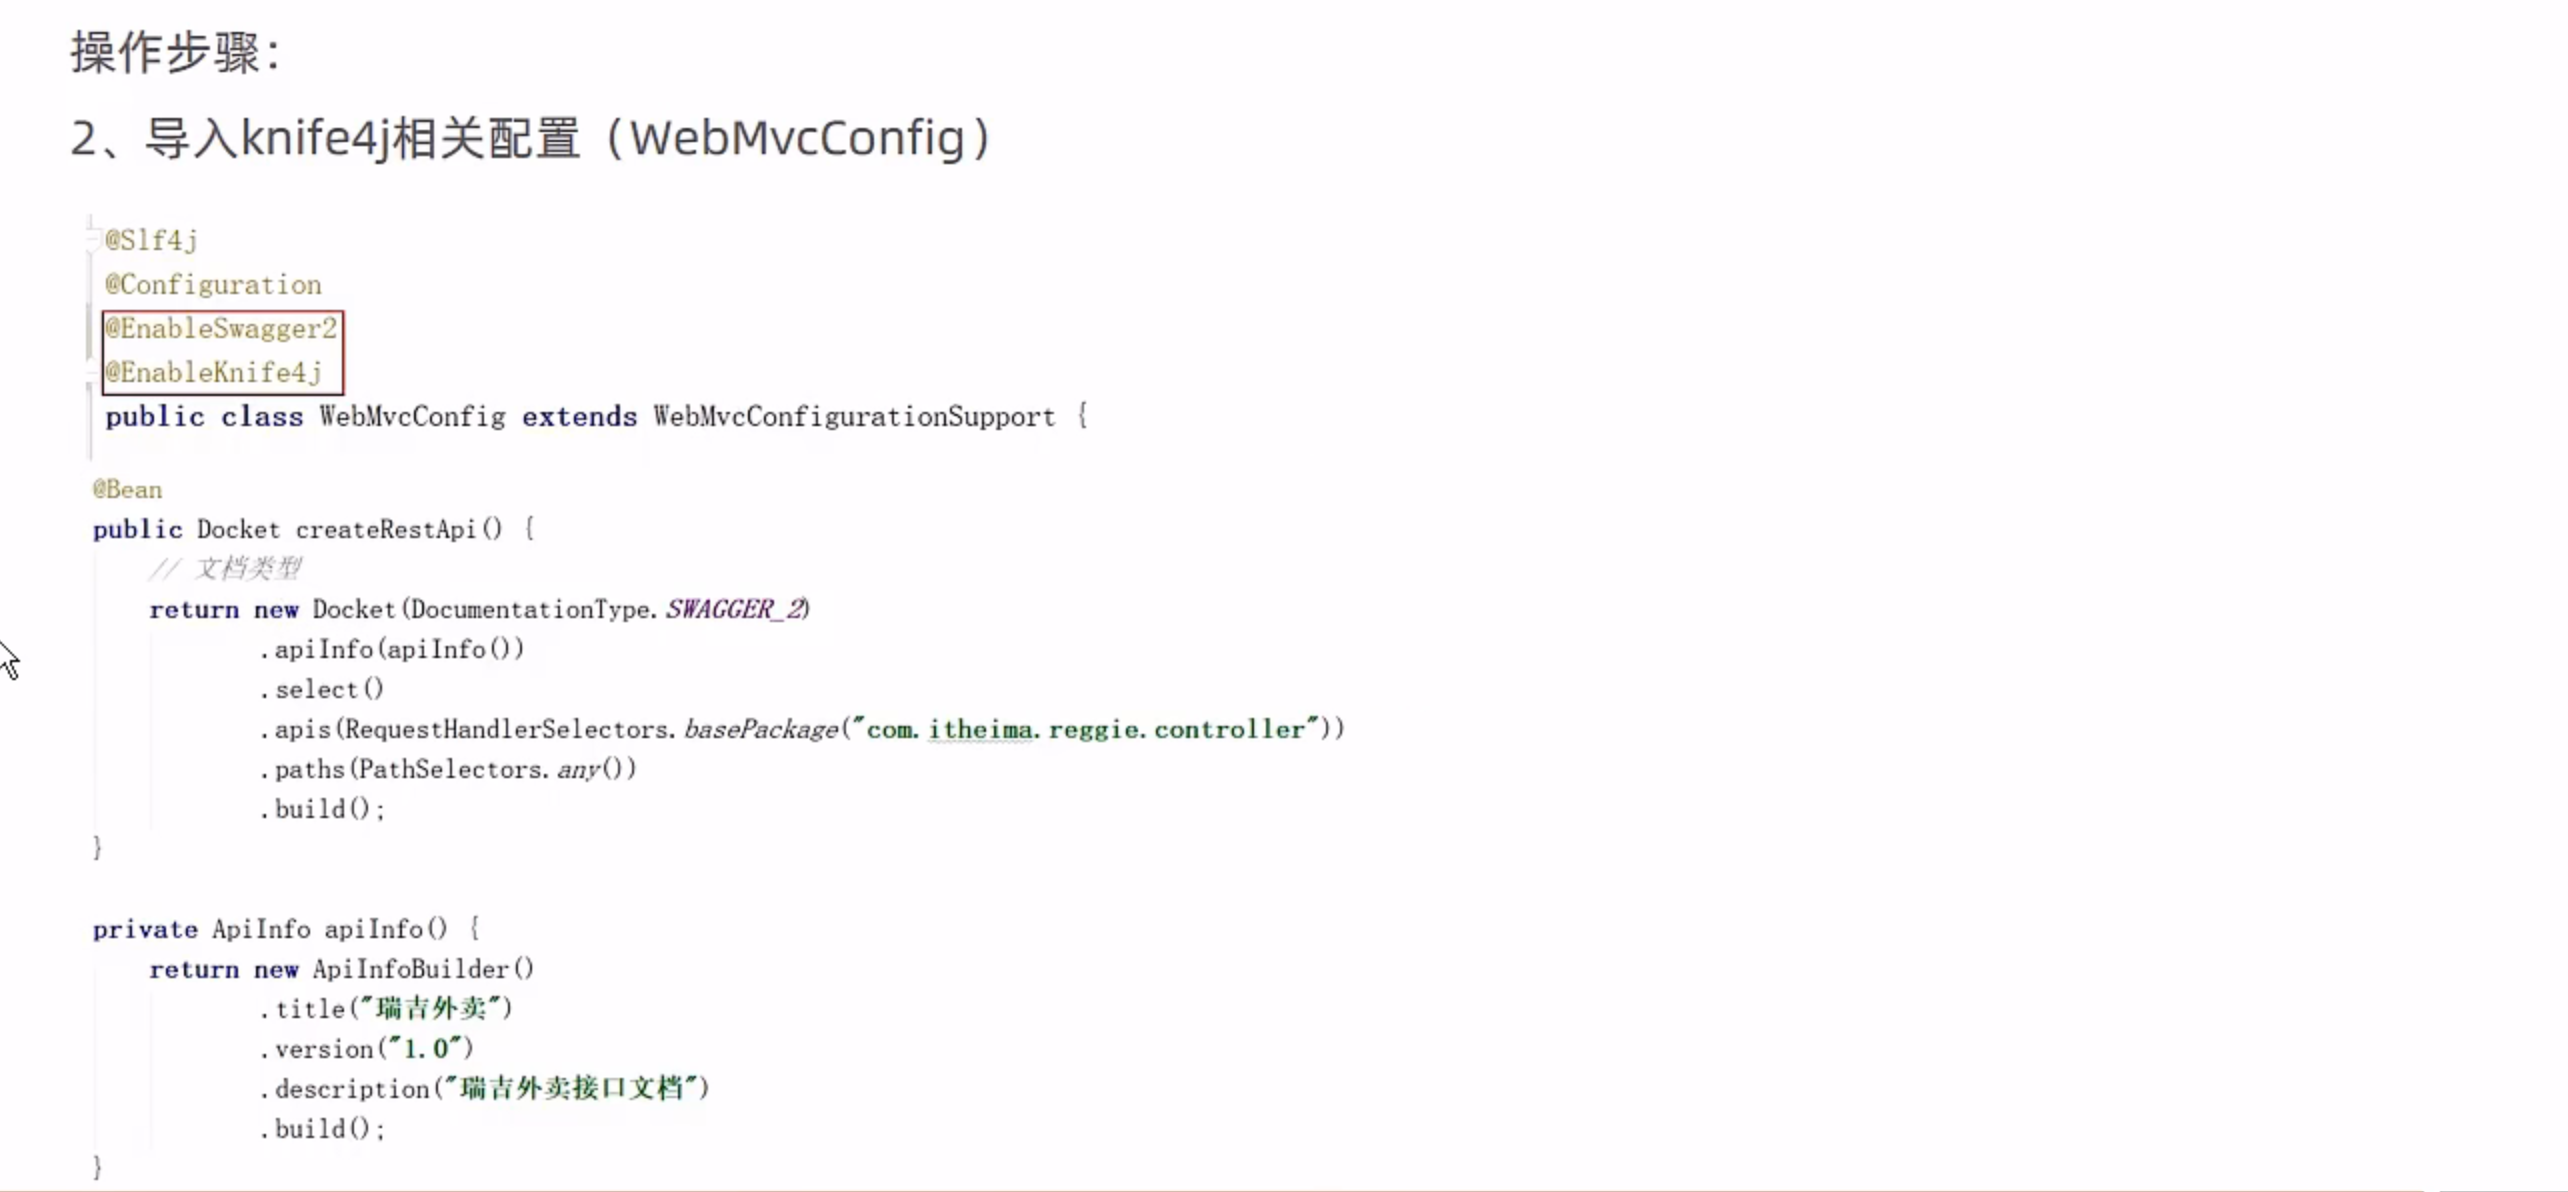 操作步骤：
2、导入knife4j相关配置（WebMvcConfig）
@Slf4j
@Configuration
@EnableSwagger2
@EnableKnife4j
public class WebMvcConfig extends WebMvcConfigurationSupport {
@Bean
public Docket createRestApi() {
// 文档类型
return new Docket(DocumentationType.SWAGGER_2)
.apiInfo(apiInfo())
.select()
.apis(RequestHandlerSelectors.basePackage("com.itheima.reggie.controller"))
.paths(PathSelectors.any())
.build();
}
private ApiInfo apiInfo() {
return new ApiInfoBuilder()
.title("瑞吉外卖")
.version("1.0")
.description("瑞吉外卖接口文档")
.build();
}